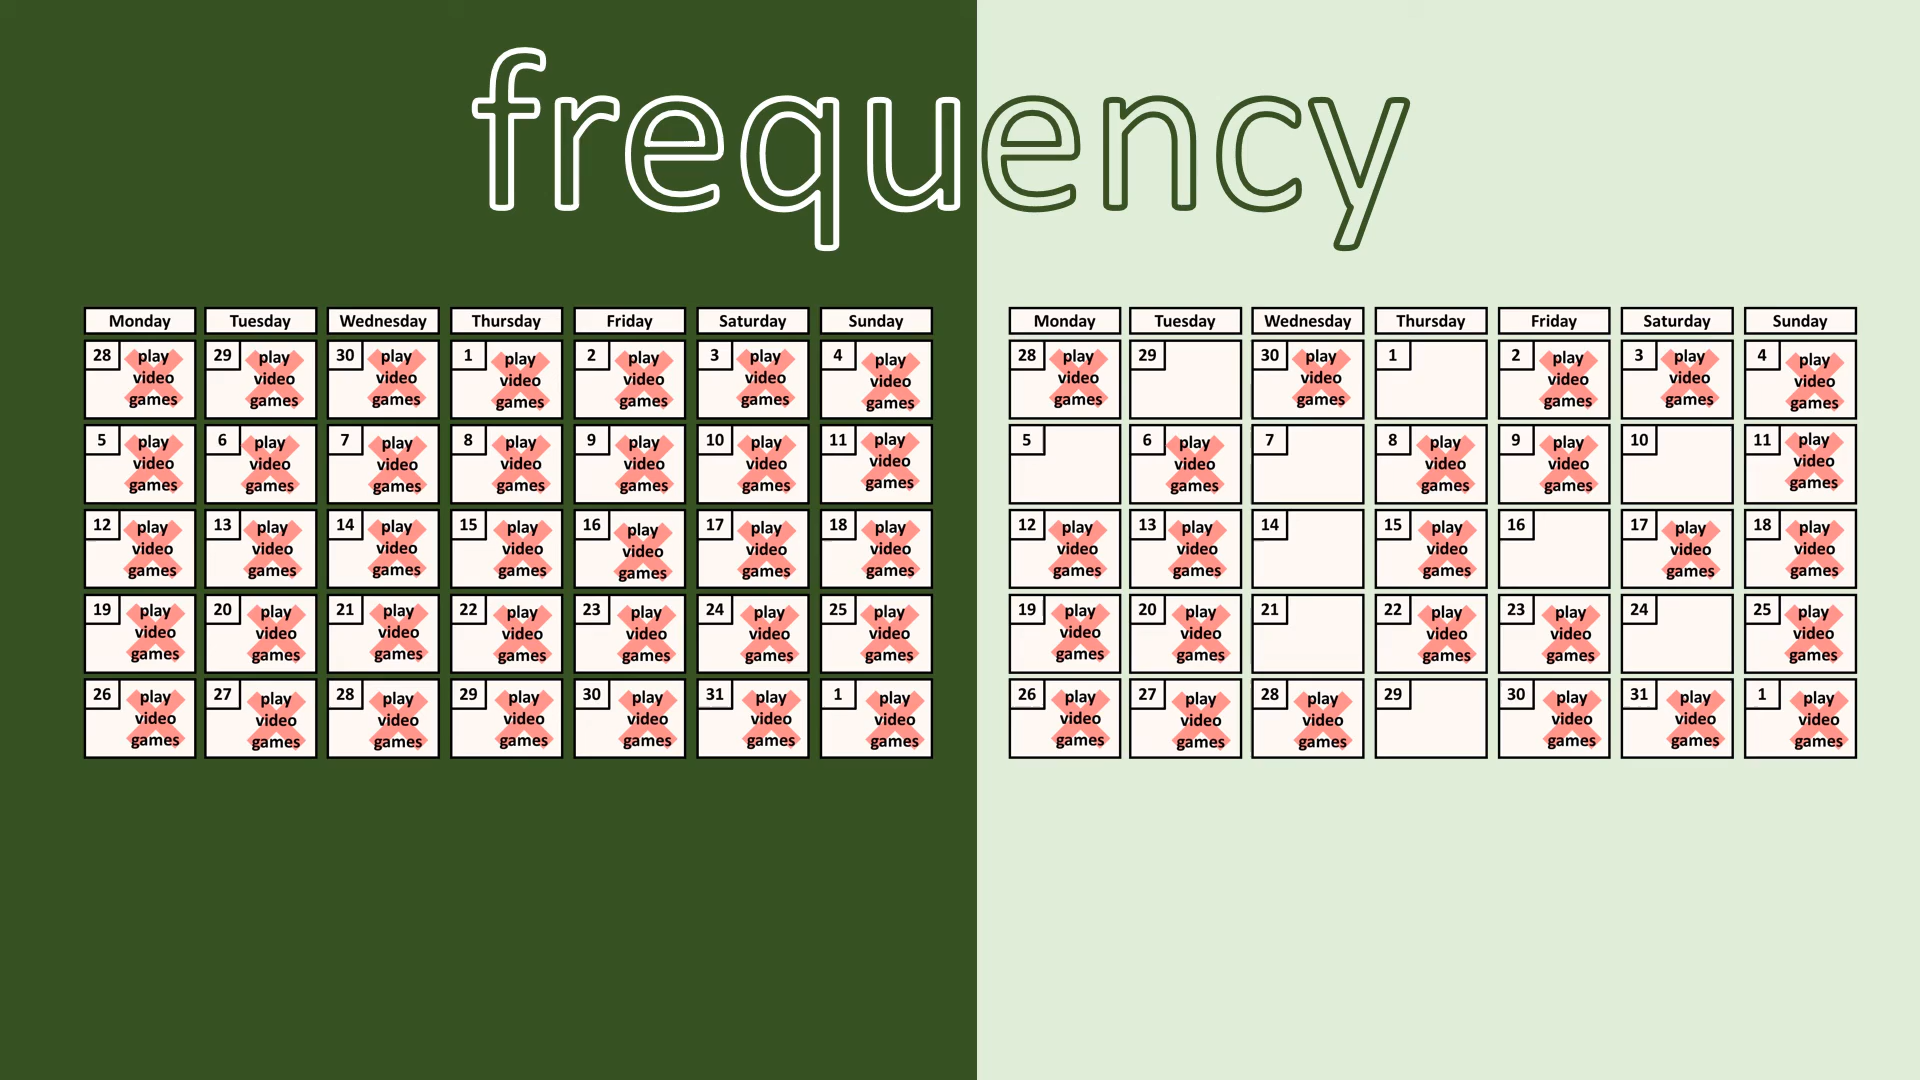 frequency
Monday Tuesday Wednesday Thursday Friday Saturday Sunday
28 play video games 29 play video games 30 play video games 1 play video games 2 play video games 3 play video games 4 play video games
5 play video games 6 play video games 7 play video games 8 play video games 9 play video games 10 play video games 11 play video games
12 play video games 13 play video games 14 play video games 15 play video games 16 play video games 17 play video games 18 play video games
19 play video games 20 play video games 21 play video games 22 play video games 23 play video games 24 play video games 25 play video games
26 play video games 27 play video games 28 play video games 29 play video games 30 play video games 31 play video games 1 play video games
Monday Tuesday Wednesday Thursday Friday Saturday Sunday
28 play video games 29 30 play video games 1 2 play video games 3 play video games 4 play video games
5 6 play video games 7 8 play video games 9 play video games 10 11 play video games
12 play video games 13 play video games 14 15 play video games 16 17 play video games 18 play video games
19 play video games 20 play video games 21 22 play video games 23 play video games 24 25 play video games
26 play video games 27 play video games 28 play video games 29 30 play video games 31 play video games 1 play video games